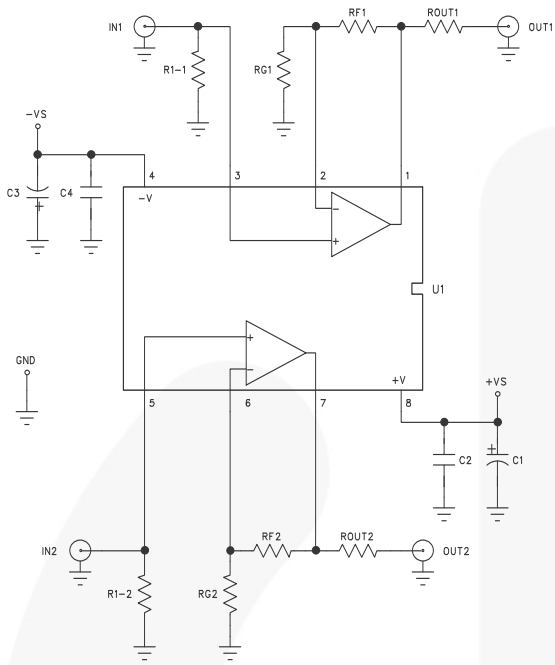 IN1
RF1
ROUT1
OUT1
R1-1
RG1
-VS
C3
+
C4
4
3
2
1
-V
-
+
U1
+
-
GND
+V
+VS
5
6
7
8
+
C2
C1
IN2
RF2
ROUT2
OUT2
R1-2
RG2